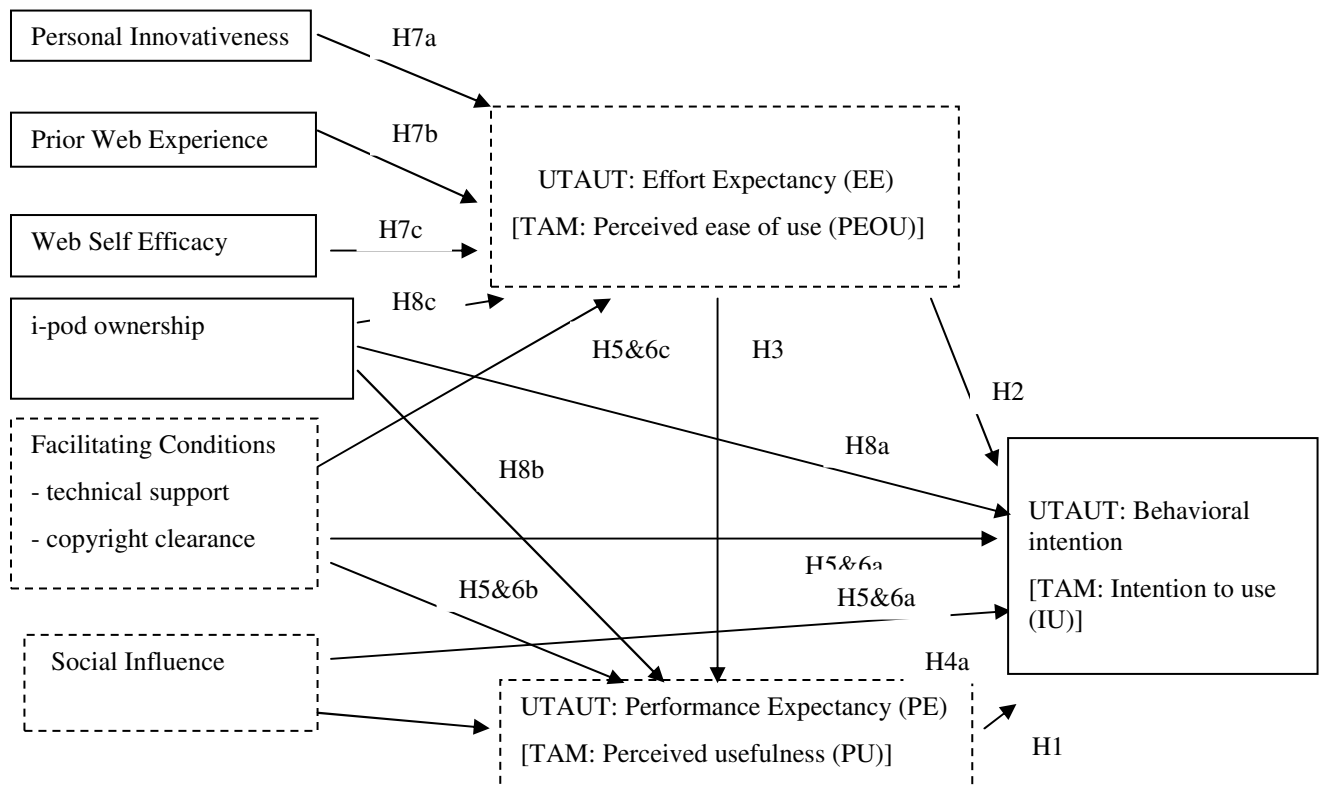 Personal Innovativeness
H7a
Prior Web Experience
H7b
UTAUT: Effort Expectancy (EE)
[TAM: Perceived ease of use (PEOU)]
Web Self Efficacy
H7c
i-pod ownership
H8c
H5&6c
H3
H2
Facilitating Conditions
- technical support
- copyright clearance
H8b
H8a
UTAUT: Behavioral
intention
[TAM: Intention to use
(IU)]
H5&6a
H5&6a
H5&6b
Social Influence
H4a
UTAUT: Performance Expectancy (PE)
[TAM: Perceived usefulness (PU)]
H1